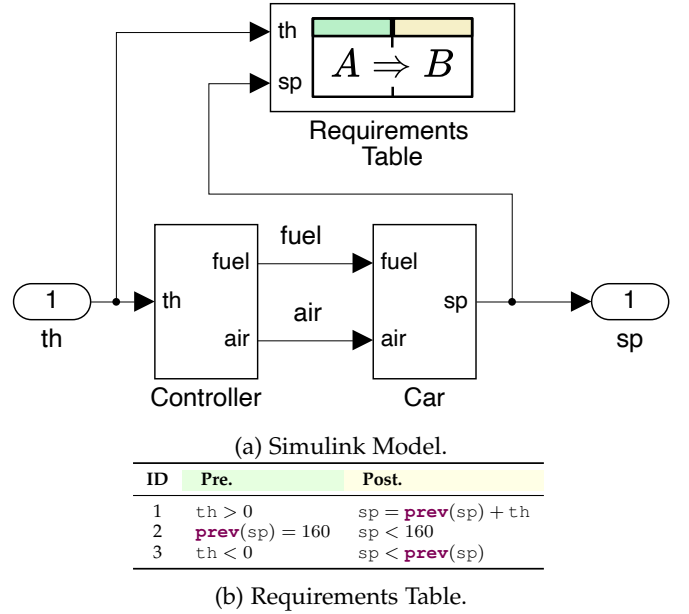 th
sp
A ⇒ B
Requirements
Table
fuel
air
1
th
th
fuel
air
Controller
fuel
air
sp
Car
1
sp
(a) Simulink Model.
ID Pre. Post.
1 th > 0 sp = prev(sp) + th
2 prev(sp) = 160 sp < 160
3 th < 0 sp < prev(sp)
(b) Requirements Table.